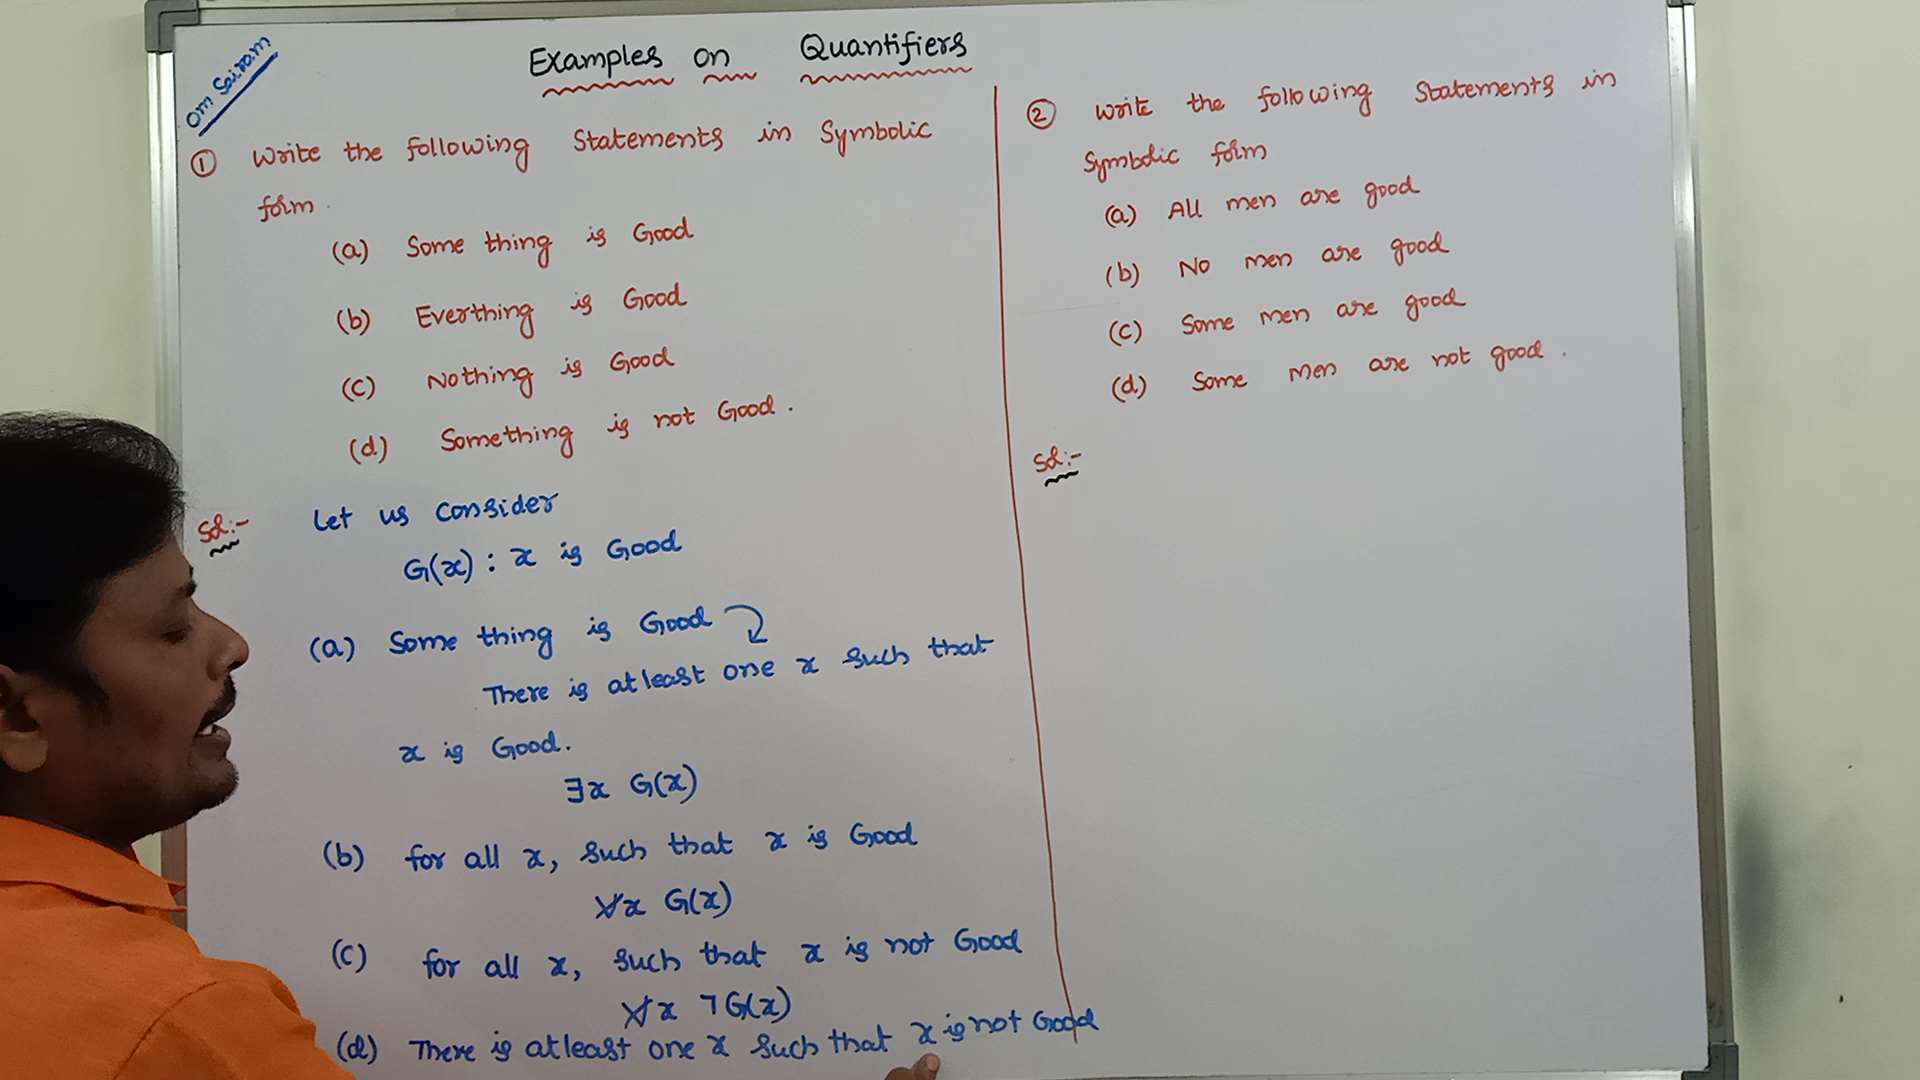 Om Sairam
Examples on Quantifiers
① Write the following Statements in Symbolic
form.
(a) Some thing is Good
(b) Everthing is Good
(c) Nothing is Good
(d) Something is not Good.
Sol:- Let us consider
G(x) : x is Good
(a) Some thing is Good
There is atleast one x such that
x is Good.
∃x G(x)
(b) for all x, such that x is Good
∀x G(x)
(c) for all x, such that x is not Good
∀x ¬G(x)
(d) There is atleast one x such that x is not Good
② Write the following Statements in
Symbolic form
(a) All men are good
(b) No men are good
(c) Some men are good
(d) Some men are not good.
Sol:-